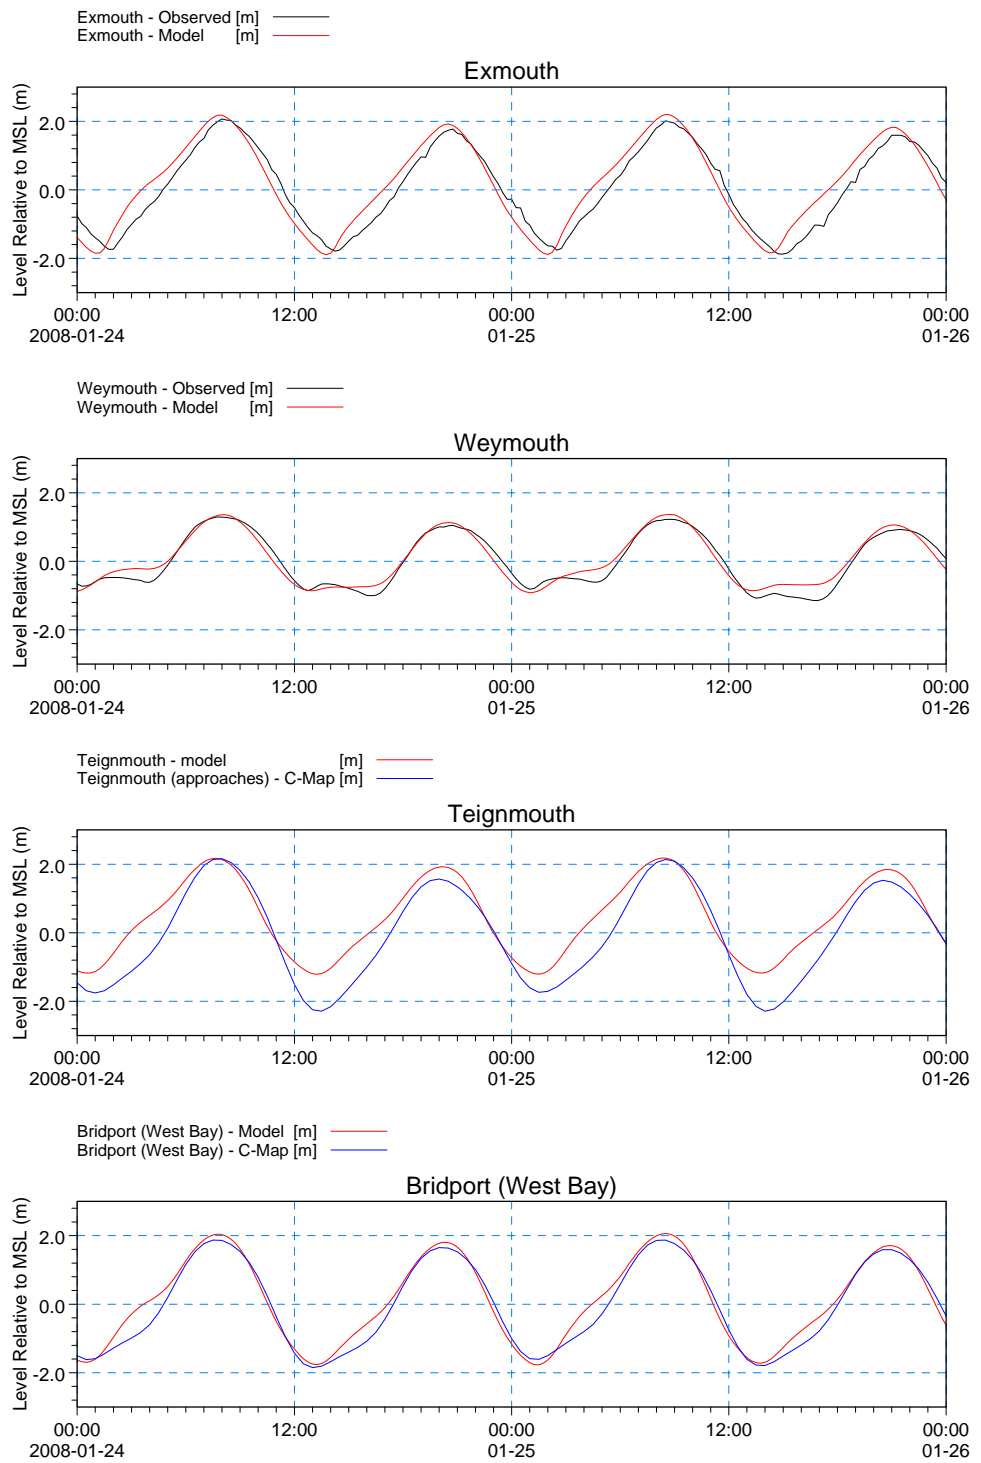 Exmouth - Observed [m]
Exmouth - Model [m]
Exmouth
Level Relative to MSL (m)
2.0
0.0
-2.0
00:00 12:00 00:00 12:00 00:00
2008-01-24 01-25 01-26
Weymouth - Observed [m]
Weymouth - Model [m]
Weymouth
Level Relative to MSL (m)
2.0
0.0
-2.0
00:00 12:00 00:00 12:00 00:00
2008-01-24 01-25 01-26
Teignmouth - model [m]
Teignmouth (approaches) - C-Map [m]
Teignmouth
Level Relative to MSL (m)
2.0
0.0
-2.0
00:00 12:00 00:00 12:00 00:00
2008-01-24 01-25 01-26
Bridport (West Bay) - Model [m]
Bridport (West Bay) - C-Map [m]
Bridport (West Bay)
Level Relative to MSL (m)
2.0
0.0
-2.0
00:00 12:00 00:00 12:00 00:00
2008-01-24 01-25 01-26